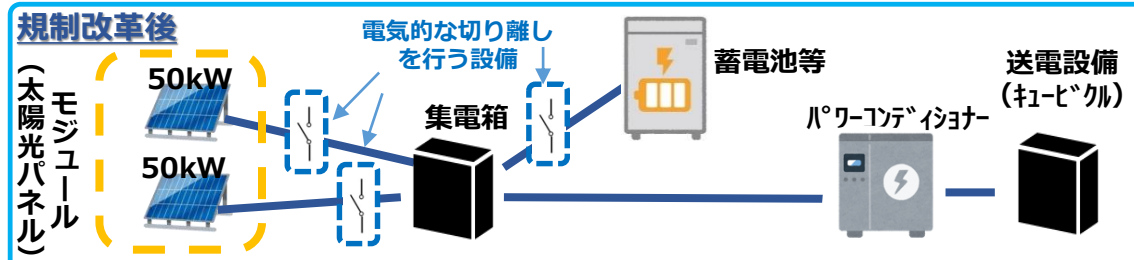 規制改革後
モジュール
(太陽光パネル)
50kW
50kW
電気的な切り離し
を行う設備
集電箱
蓄電池等
パワーコンディショナー
送電設備
(キュービクル)